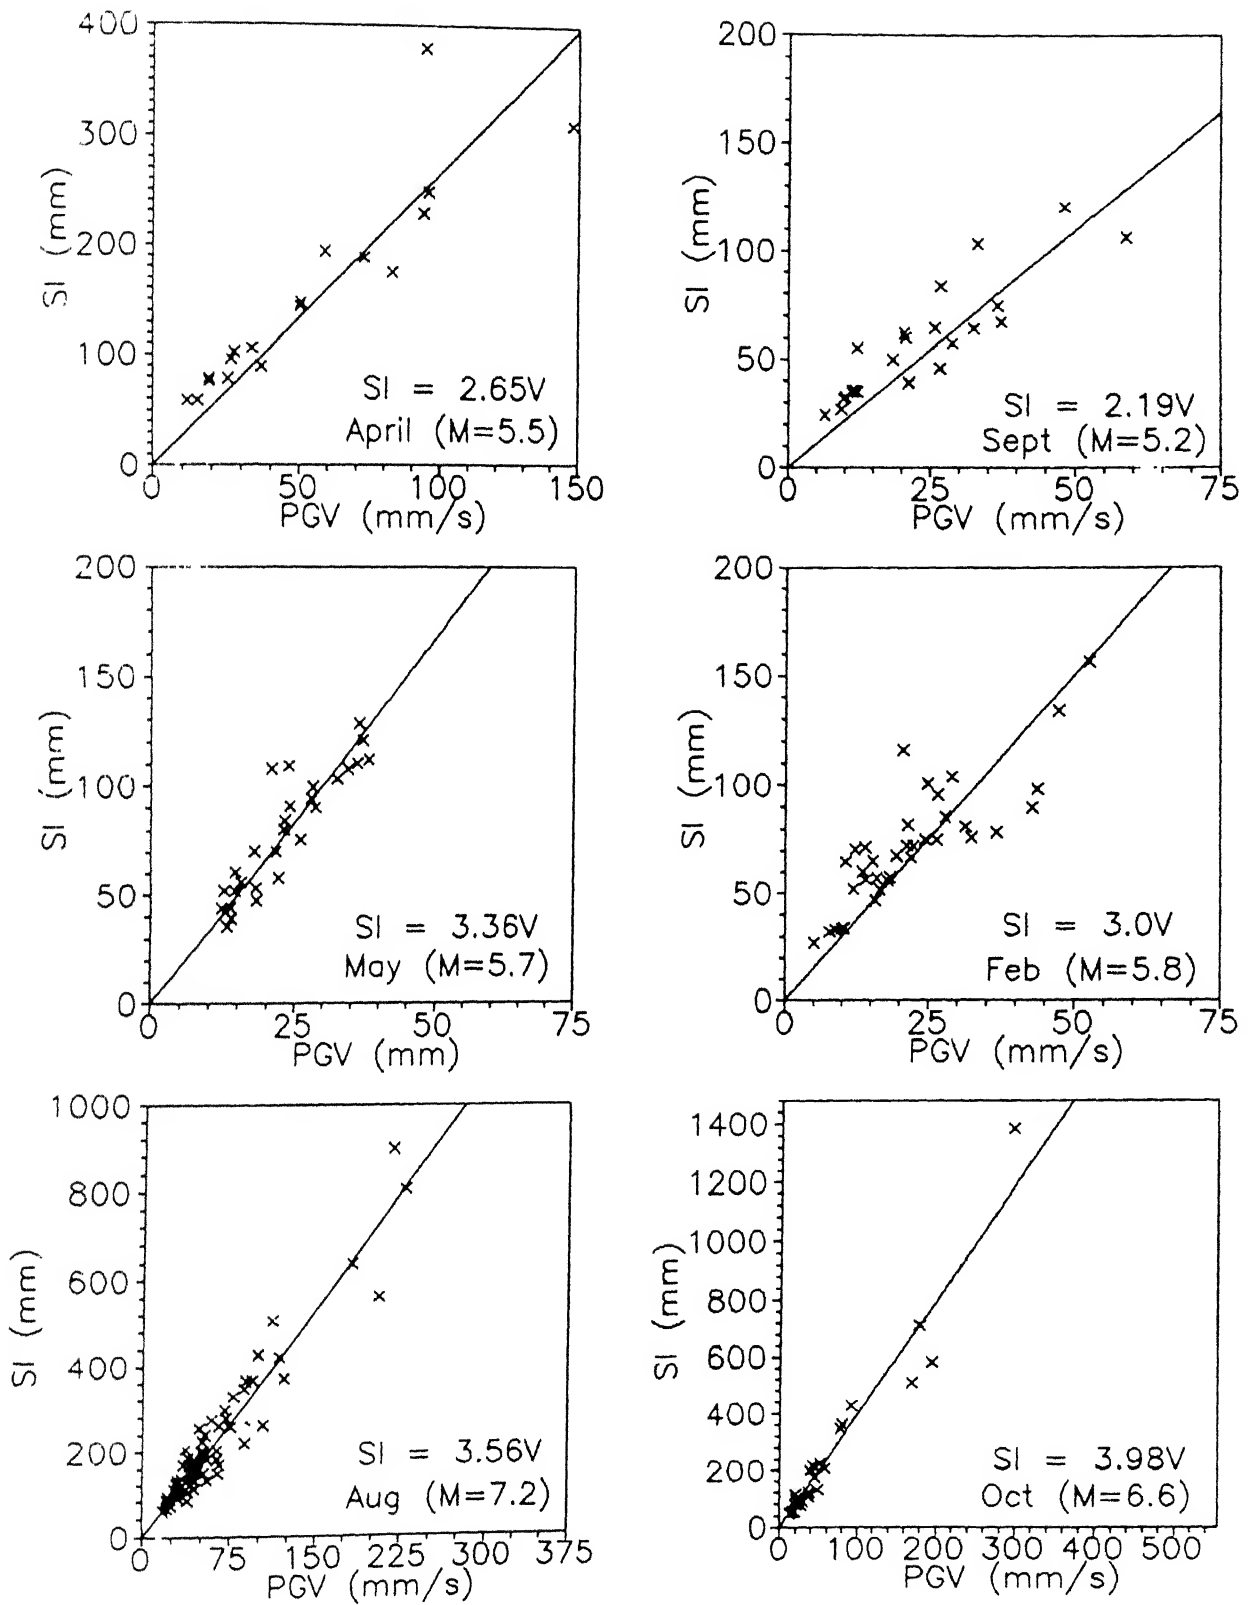 400
300
200
100
0
SI (mm)
SI = 2.65V
April (M=5.5)
0 50 100 150
PGV (mm/s)
200
150
100
50
0
SI (mm)
SI = 2.19V
Sept (M=5.2)
0 25 50 75
PGV (mm/s)
200
150
100
50
0
SI (mm)
SI = 3.36V
May (M=5.7)
0 25 50 75
PGV (mm)
200
150
100
50
0
SI (mm)
SI = 3.0V
Feb (M=5.8)
0 25 50 75
PGV (mm/s)
1000
800
600
400
200
0
SI (mm)
SI = 3.56V
Aug (M=7.2)
0 75 150 225 300 375
PGV (mm/s)
1400
1200
1000
800
600
400
200
0
SI (mm)
SI = 3.98V
Oct (M=6.6)
0 100 200 300 400 500
PGV (mm/s)